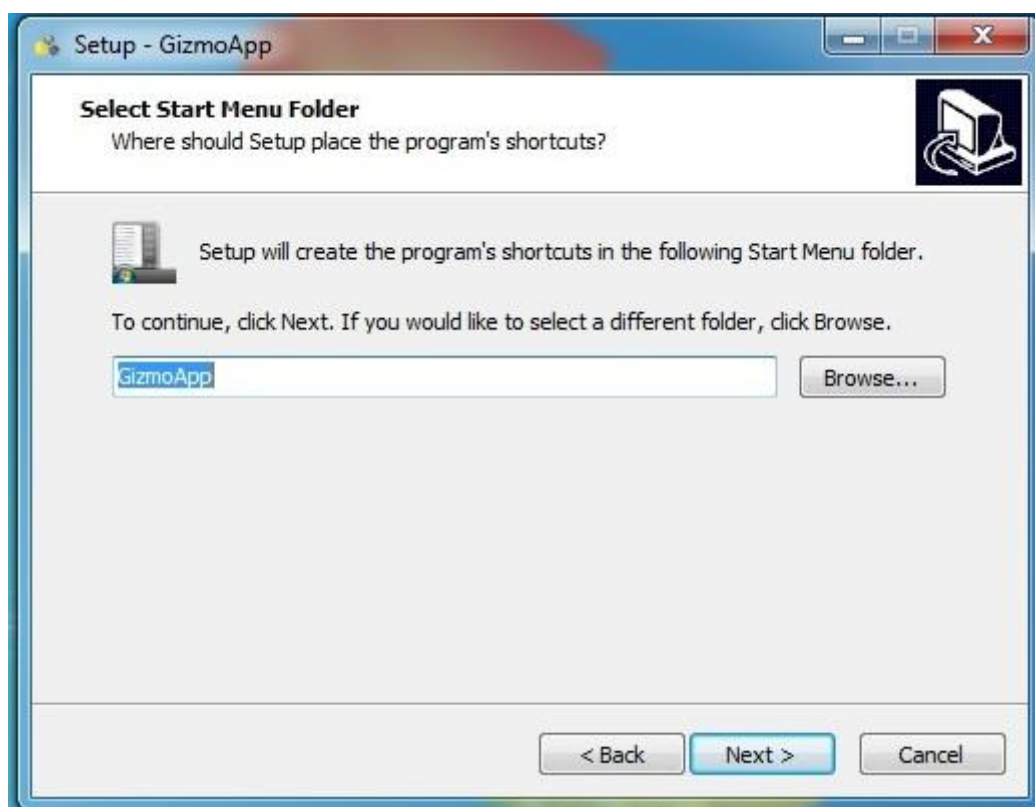 Setup - GizmoApp
Select Start Menu Folder
Where should Setup place the program's shortcuts?
Setup will create the program's shortcuts in the following Start Menu folder.
To continue, click Next. If you would like to select a different folder, click Browse.
GizmoApp
Browse...
< Back
Next >
Cancel